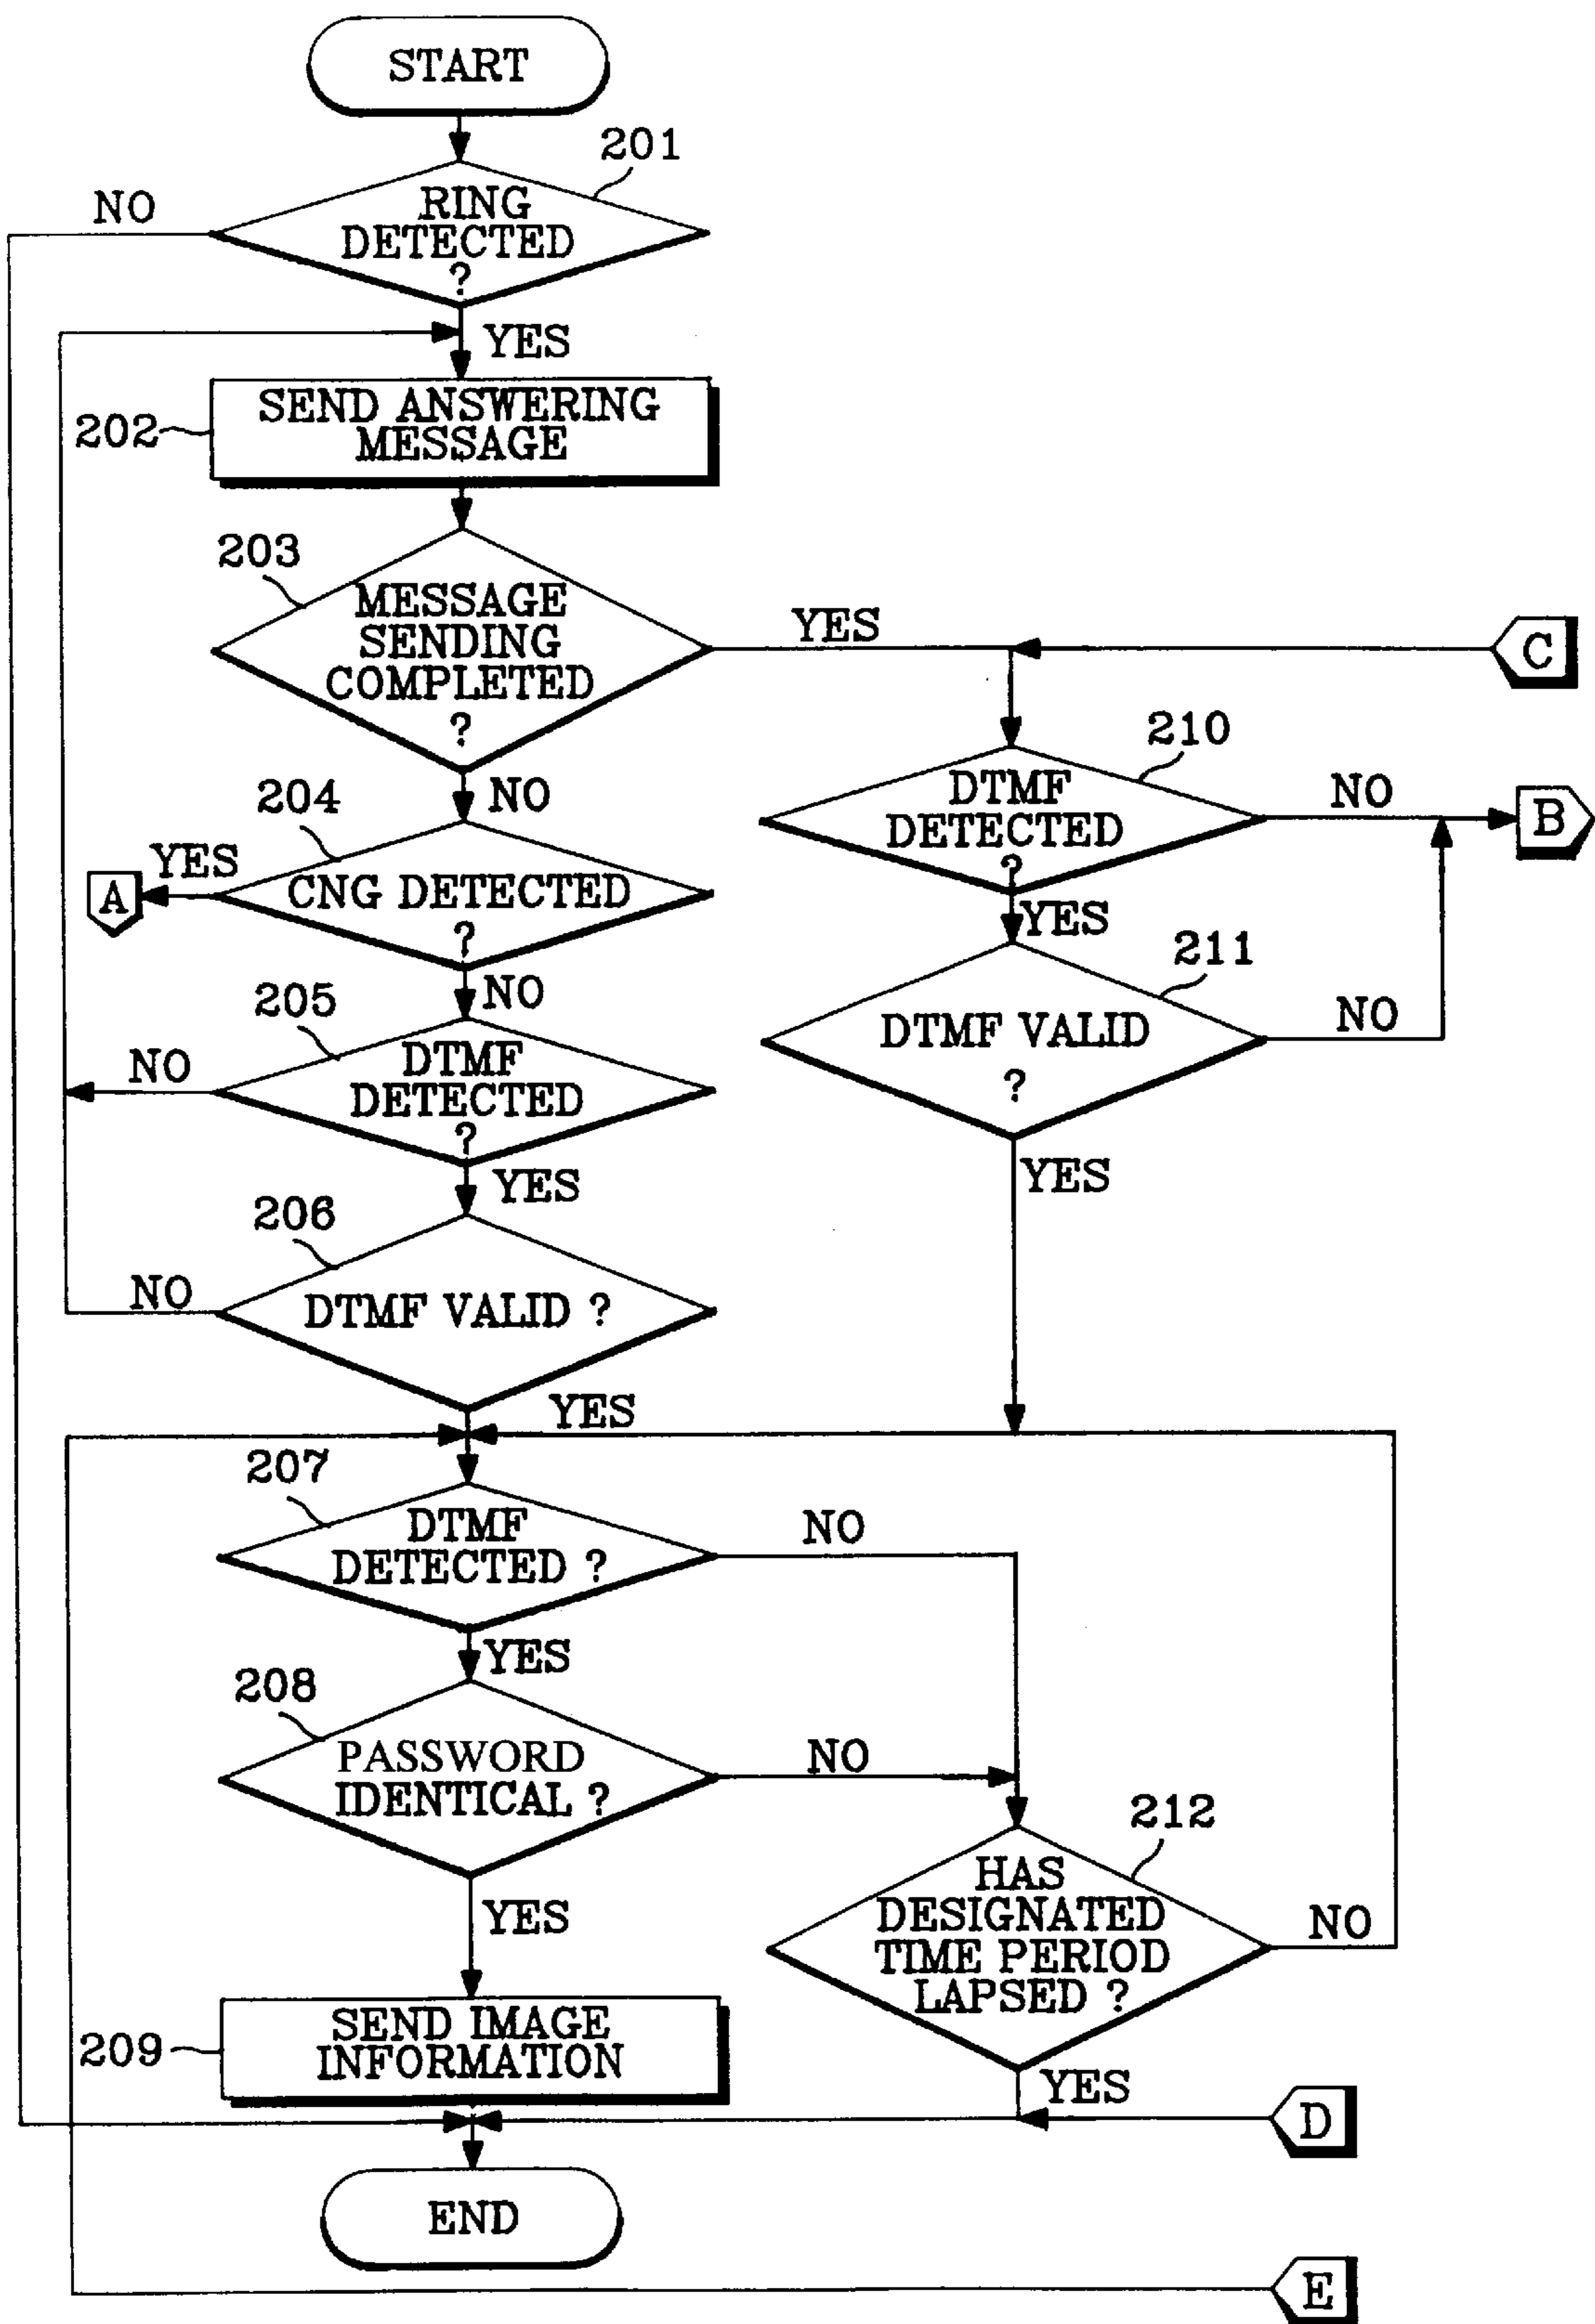 START
201
NO
RING
DETECTED
?
YES
202
SEND ANSWERING
MESSAGE
203
MESSAGE
SENDING
COMPLETED
?
YES
C
NO
204
YES
A
CNG DETECTED
?
210
DTMF
DETECTED
?
NO
B
YES
NO
205
NO
DTMF
DETECTED
?
211
DTMF VALID
?
NO
YES
YES
206
NO
DTMF VALID ?
YES
207
DTMF
DETECTED ?
NO
YES
208
PASSWORD
IDENTICAL ?
NO
212
HAS
DESIGNATED
TIME PERIOD
LAPSED ?
NO
YES
209
SEND IMAGE
INFORMATION
YES
D
END
E